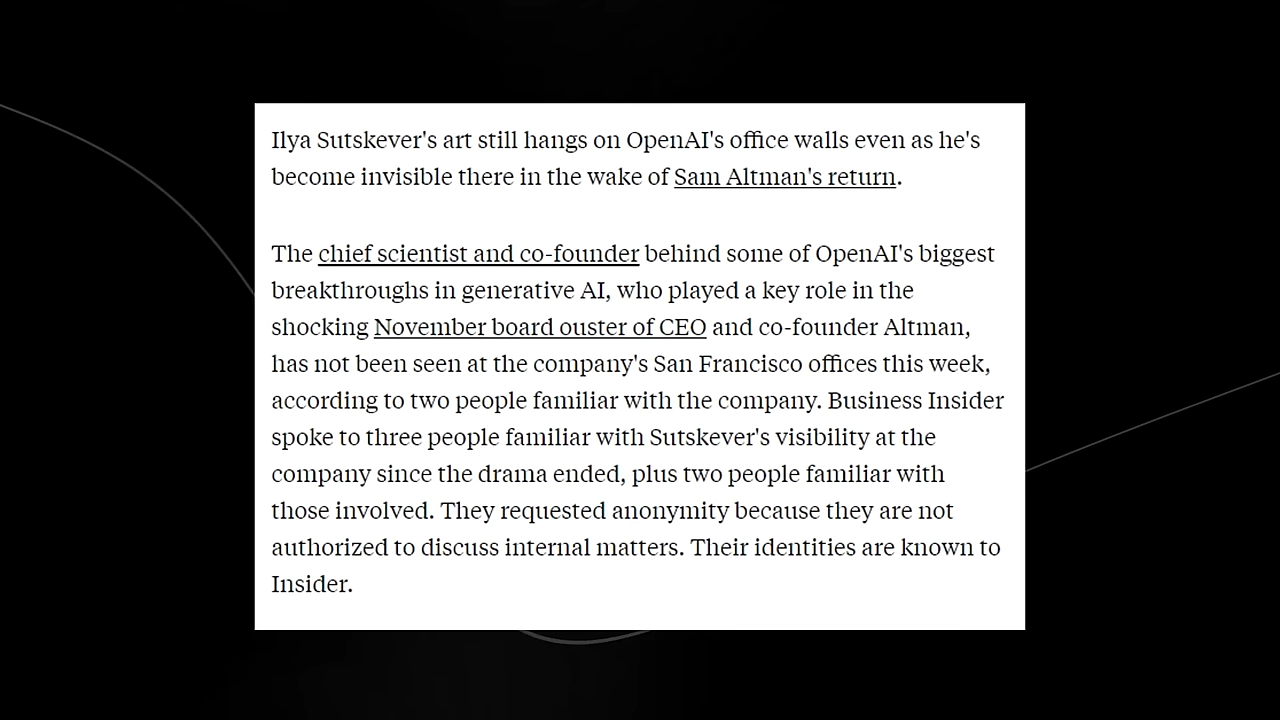 Ilya Sutskever's art still hangs on OpenAI's office walls even as he's
become invisible there in the wake of Sam Altman's return.
The chief scientist and co-founder behind some of OpenAI's biggest
breakthroughs in generative AI, who played a key role in the
shocking November board ouster of CEO and co-founder Altman,
has not been seen at the company's San Francisco offices this week,
according to two people familiar with the company. Business Insider
spoke to three people familiar with Sutskever's visibility at the
company since the drama ended, plus two people familiar with
those involved. They requested anonymity because they are not
authorized to discuss internal matters. Their identities are known to
Insider.